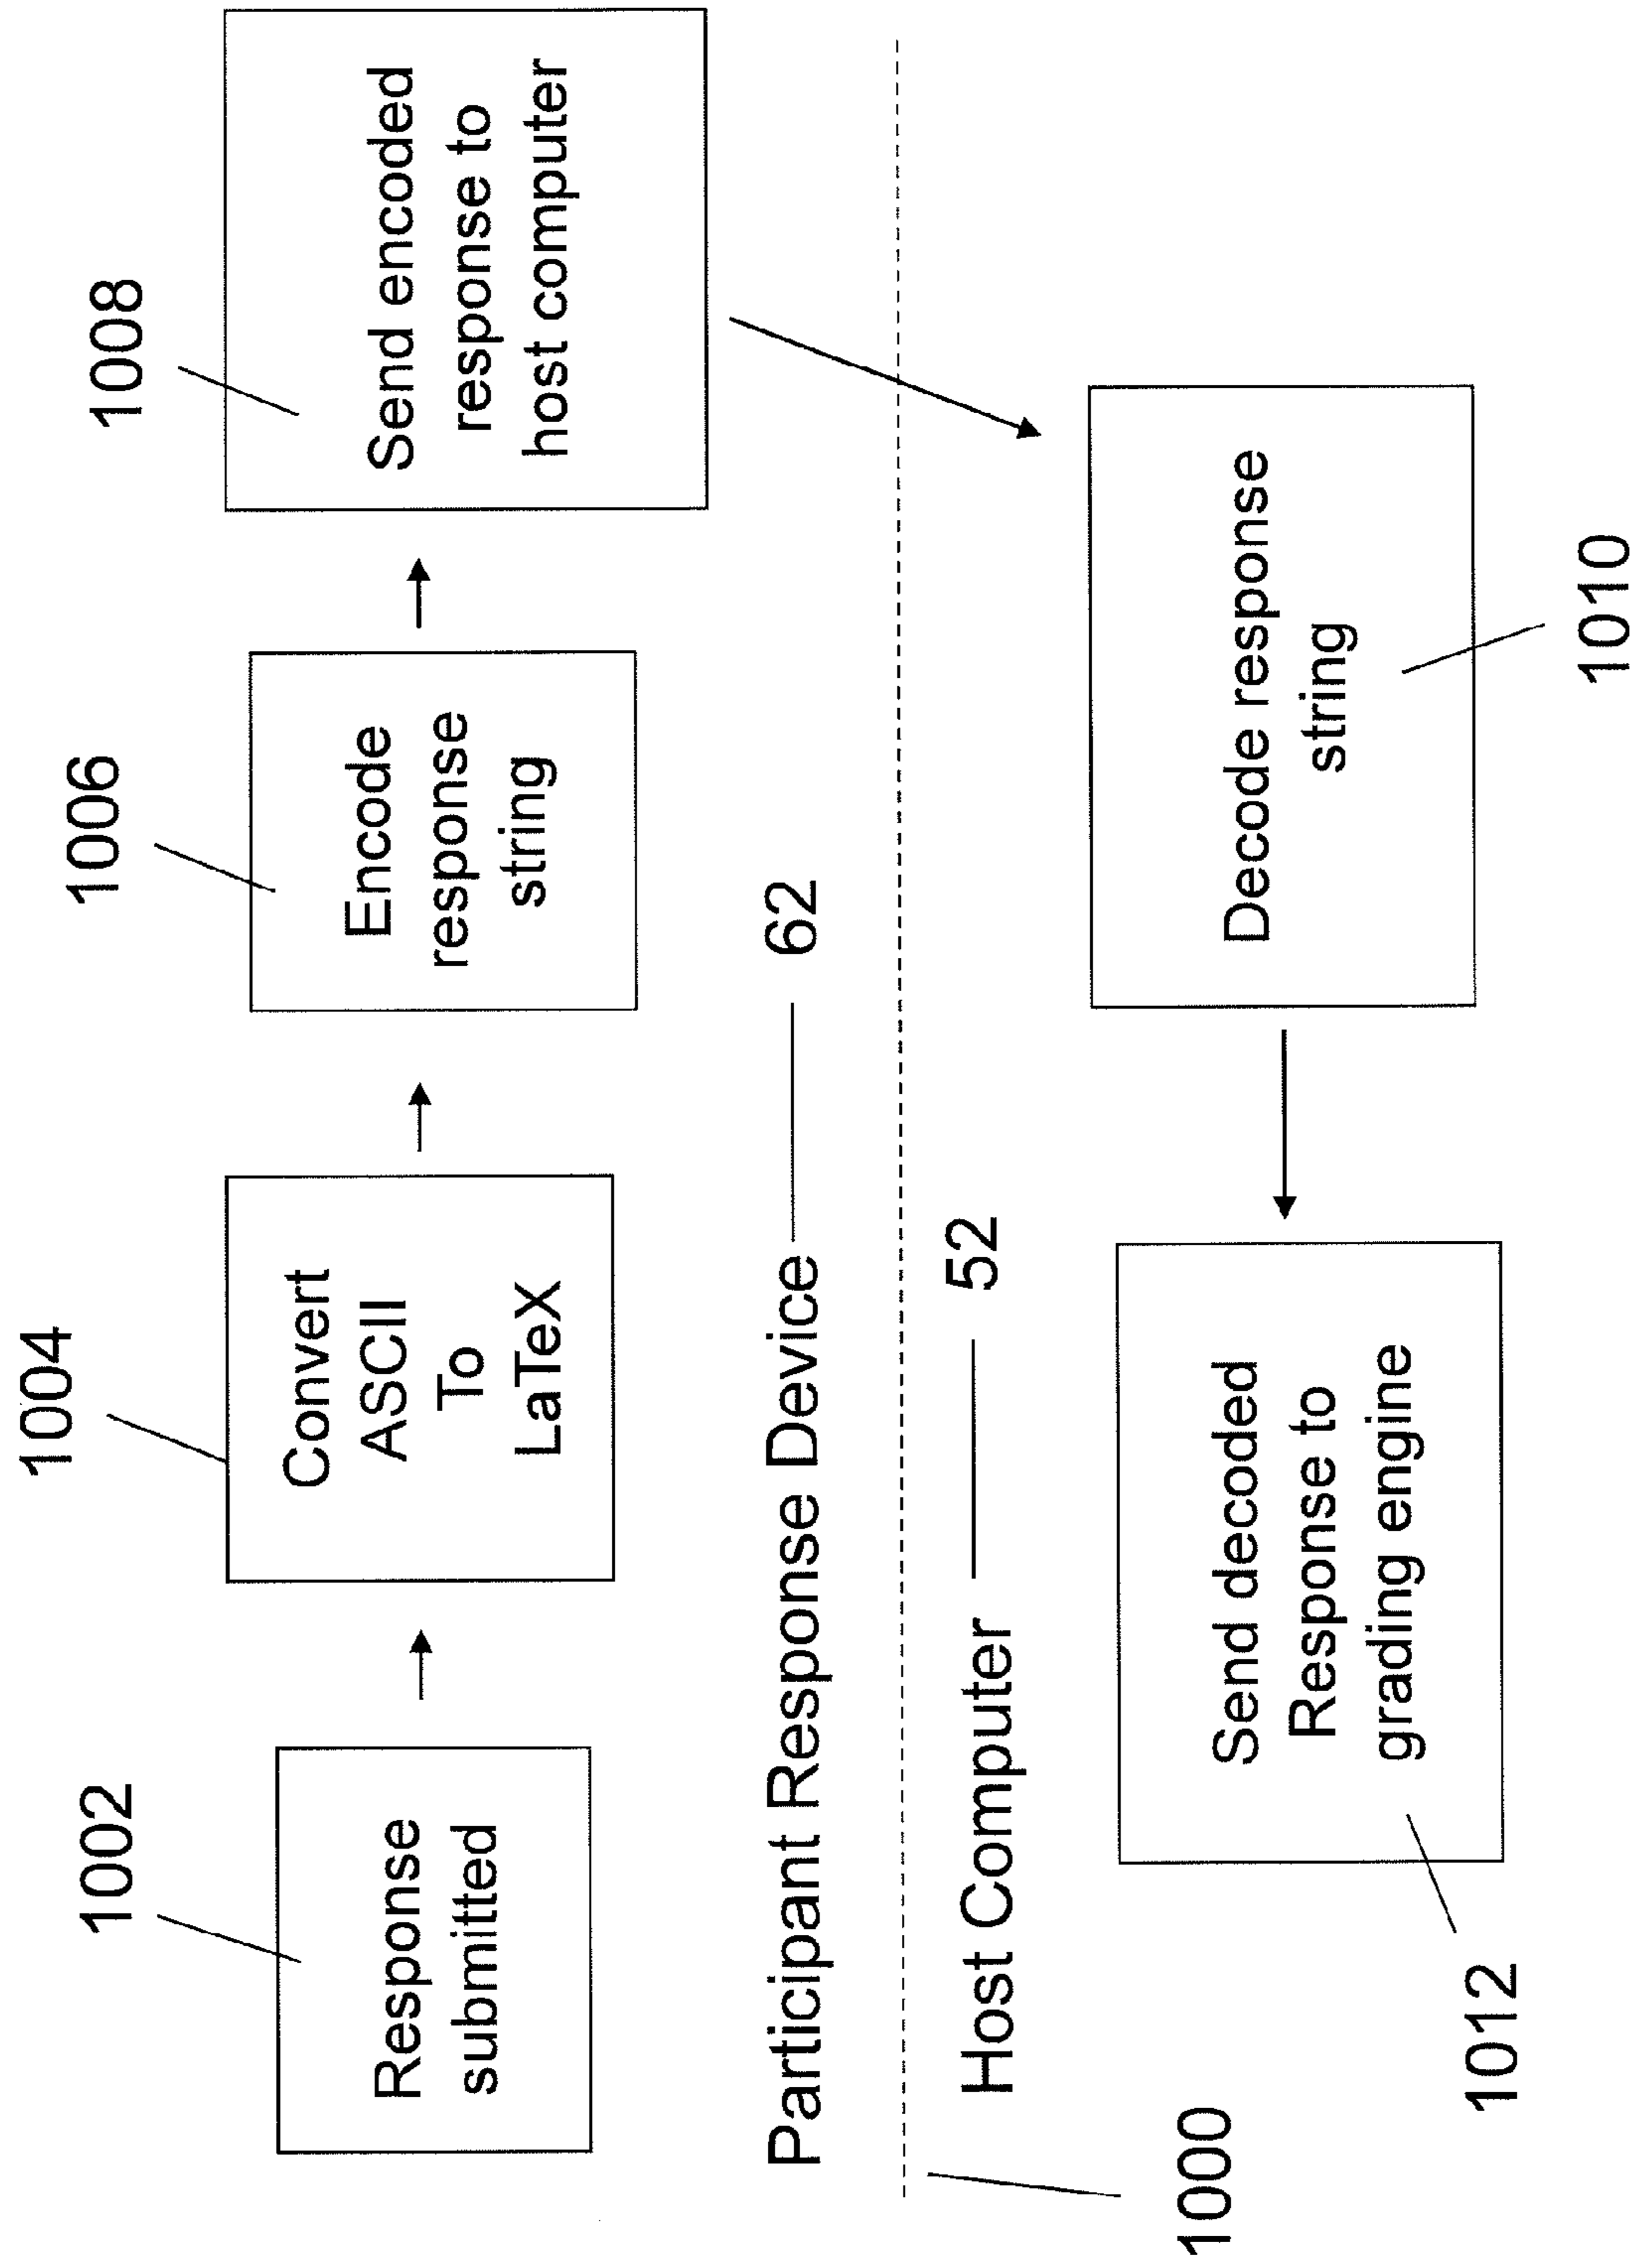 1002
Response
submitted
1004
Convert
ASCII
To
LaTeX
1006
Encode
response
string
1008
Send encoded
response to
host computer
Participant Response Device
62
Host Computer
52
1000
1012
Send decoded
Response to
grading engine
Decode response
string
1010